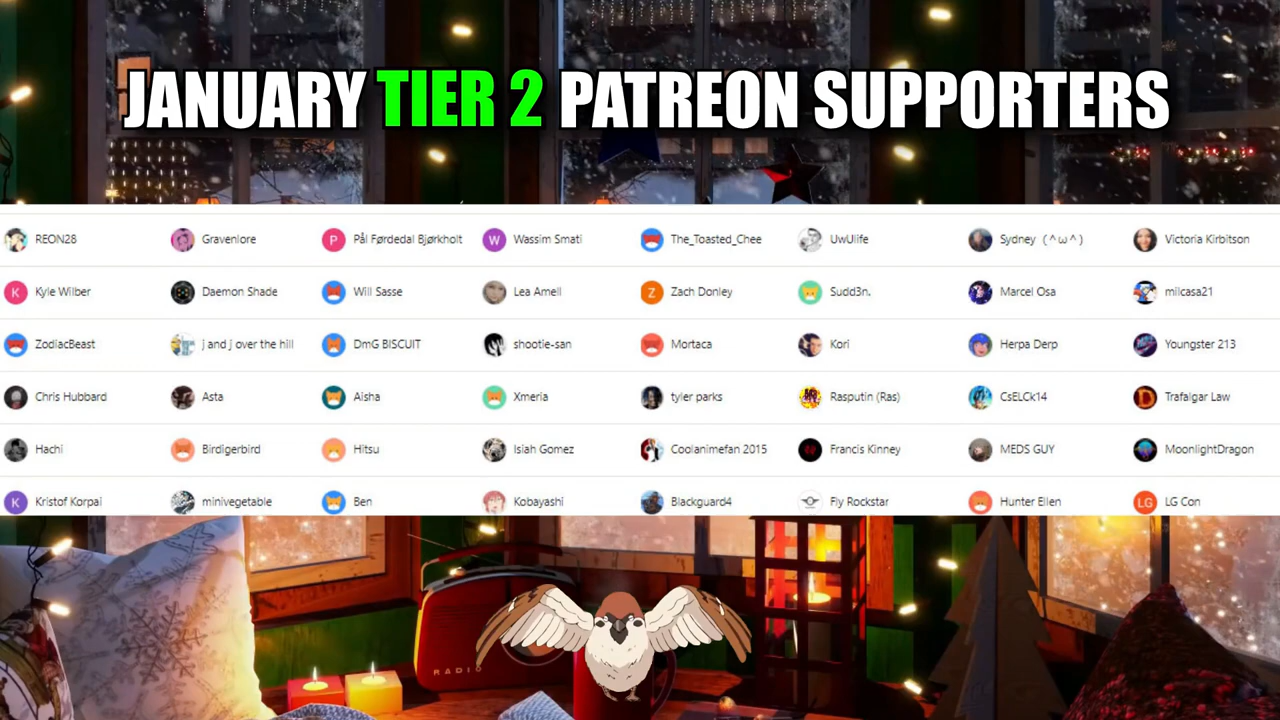 JANUARY TIER 2 PATREON SUPPORTERS
REON28 Gravenlore P Pål Førdedal Bjørkholt W Wassim Smati The_Toasted_Chee UwUlife Sydney (^ω^) Victoria Kirbitson
K Kyle Wilber Daemon Shade Will Sasse Lea Amell Z Zach Donley Sudd3n. Marcel Osa milcasa21
ZodiacBeast j and j over the hill DmG BISCUIT shootie-san Mortaca Kori Herpa Derp Youngster 213
Chris Hubbard Asta Aisha Xmeria tyler parks Rasputin (Ras) CsELCk14 Trafalgar Law
Hachi Birdigerbird Hitsu Isiah Gomez Coolanimefan 2015 Francis Kinney MEDS GUY MoonlightDragon
K Kristof Korpai minivegetable Ben Kobayashi Blackguard4 Fly Rockstar Hunter Ellen LG LG Con
RADIO